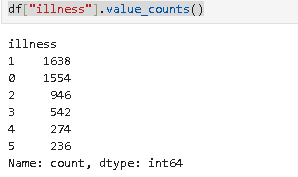 df["illness"].value_counts()
illness
1 1638
0 1554
2 946
3 542
4 274
5 236
Name: count, dtype: int64